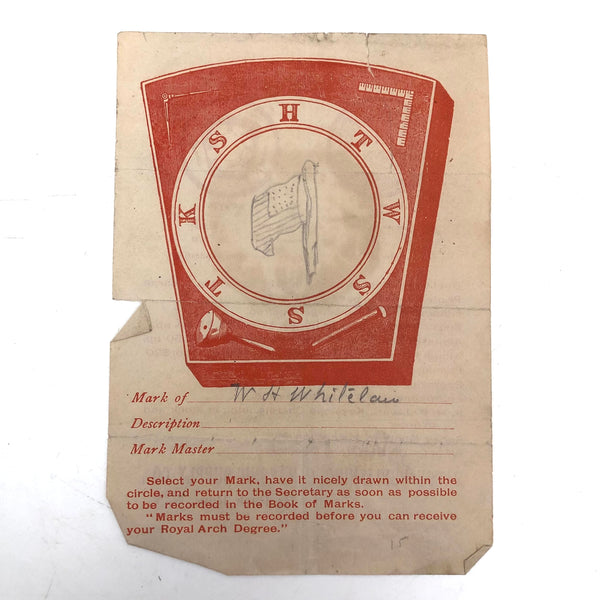 H T W S S T K S
Mark of W H Whitelaw
Description
Mark Master
Select your Mark, have it nicely drawn within the
circle, and return to the Secretary as soon as possible
to be recorded in the Book of Marks.
"Marks must be recorded before you can receive
your Royal Arch Degree."
15